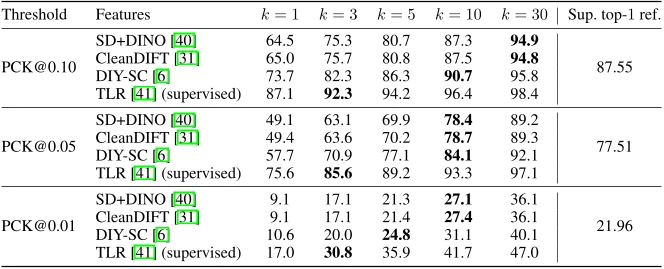 Threshold Features k = 1 k = 3 k = 5 k = 10 k = 30 Sup. top-1 ref.
SD+DINO [40] 64.5 75.3 80.7 87.3 94.9
CleanDIFT [31] 65.0 75.7 80.8 87.5 94.8
PCK@0.10 87.55
DIY-SC [6] 73.7 82.3 86.3 90.7 95.8
TLR [41] (supervised) 87.1 92.3 94.2 96.4 98.4
SD+DINO [40] 49.1 63.1 69.9 78.4 89.2
CleanDIFT [31] 49.4 63.6 70.2 78.7 89.3
PCK@0.05 77.51
DIY-SC [6] 57.7 70.9 77.1 84.1 92.1
TLR [41] (supervised) 75.6 85.6 89.2 93.3 97.1
SD+DINO [40] 9.1 17.1 21.3 27.1 36.1
CleanDIFT [31] 9.1 17.1 21.4 27.4 36.1
PCK@0.01 21.96
DIY-SC [6] 10.6 20.0 24.8 31.1 40.1
TLR [41] (supervised) 17.0 30.8 35.9 41.7 47.0